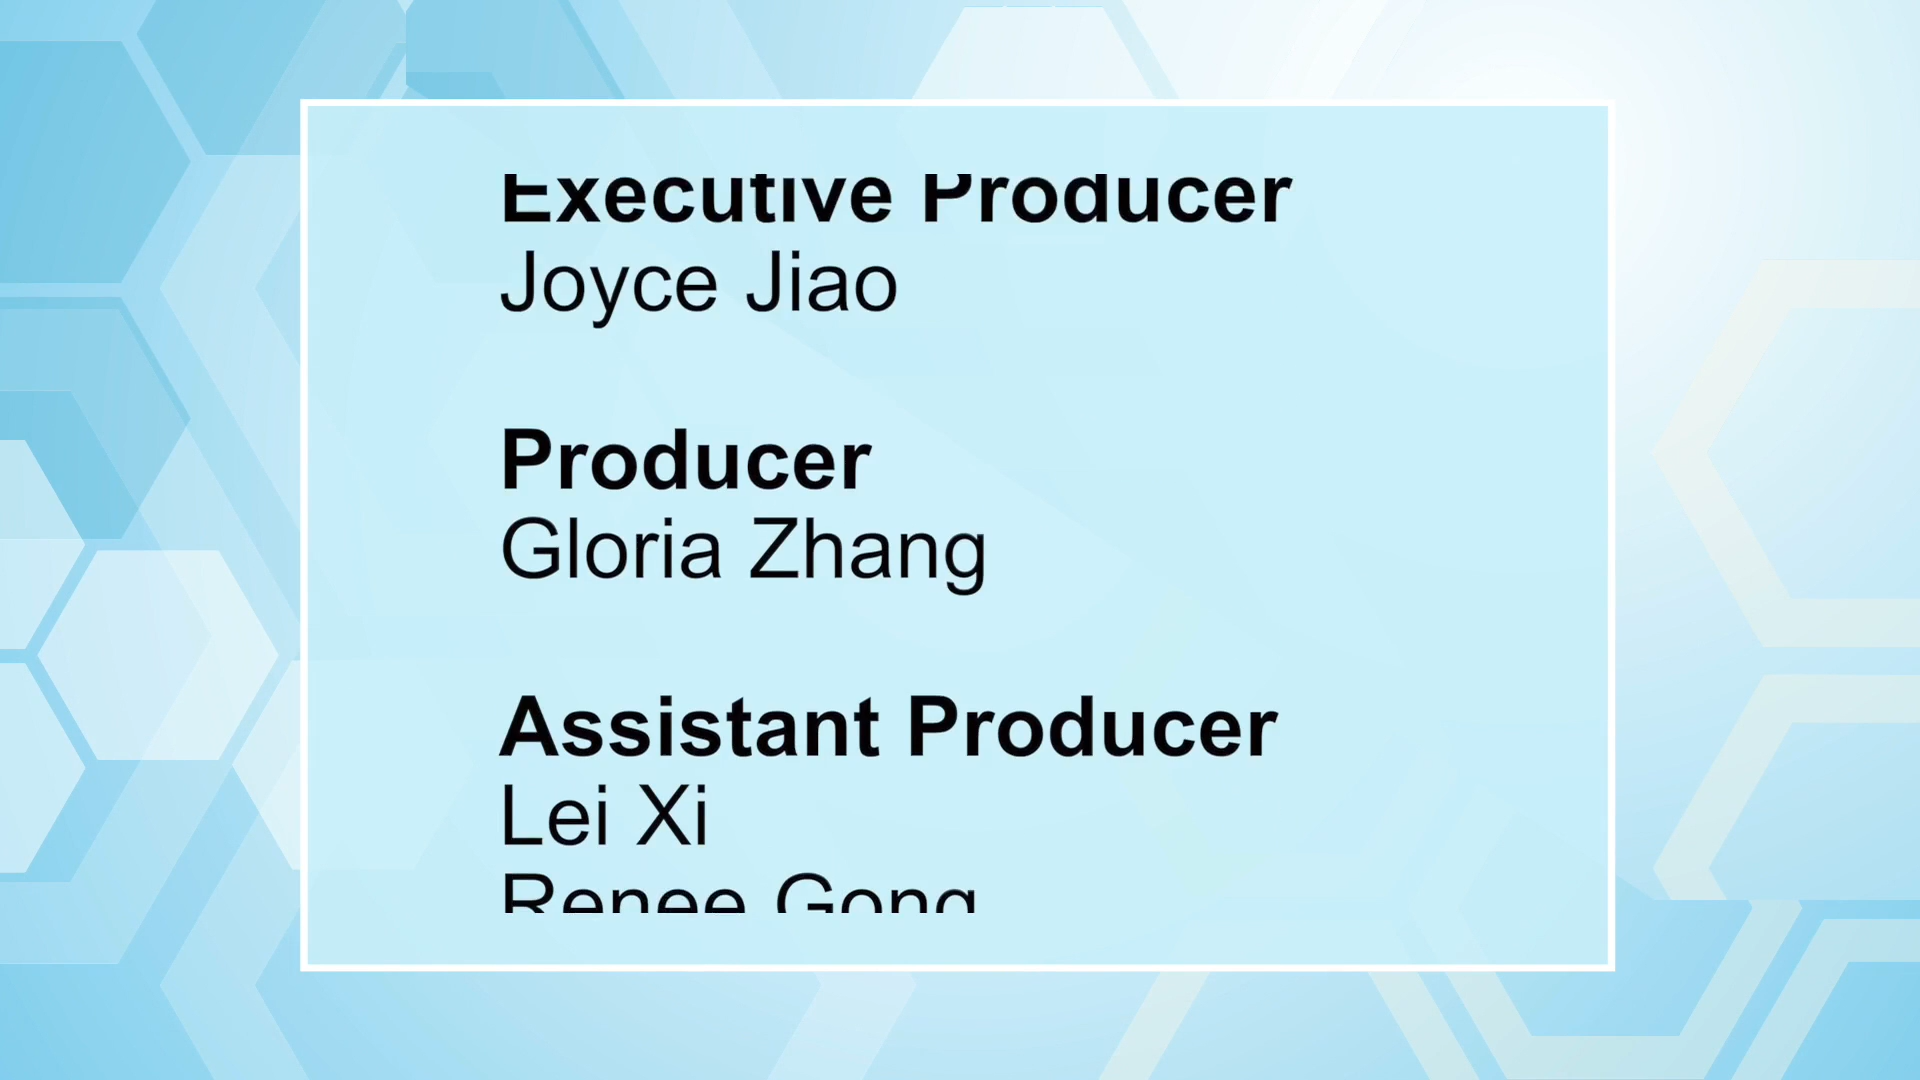 Executive Producer
Joyce Jiao
Producer
Gloria Zhang
Assistant Producer
Lei Xi
Renee Gong